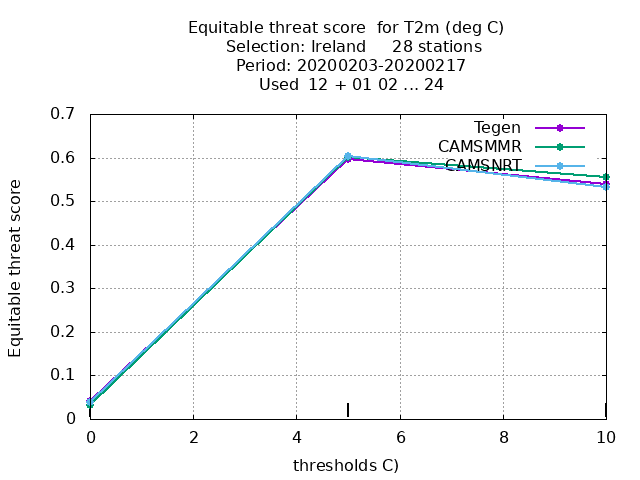 Equitable threat score for T2m (deg C)
Selection: Ireland 28 stations
Period: 20200203-20200217
Used 12 + 01 02 ... 24
Equitable threat score
0.7
0.6
0.5
0.4
0.3
0.2
0.1
0
Tegen
CAMSMMR
CAMSNRT
0 2 4 6 8 10
thresholds C)